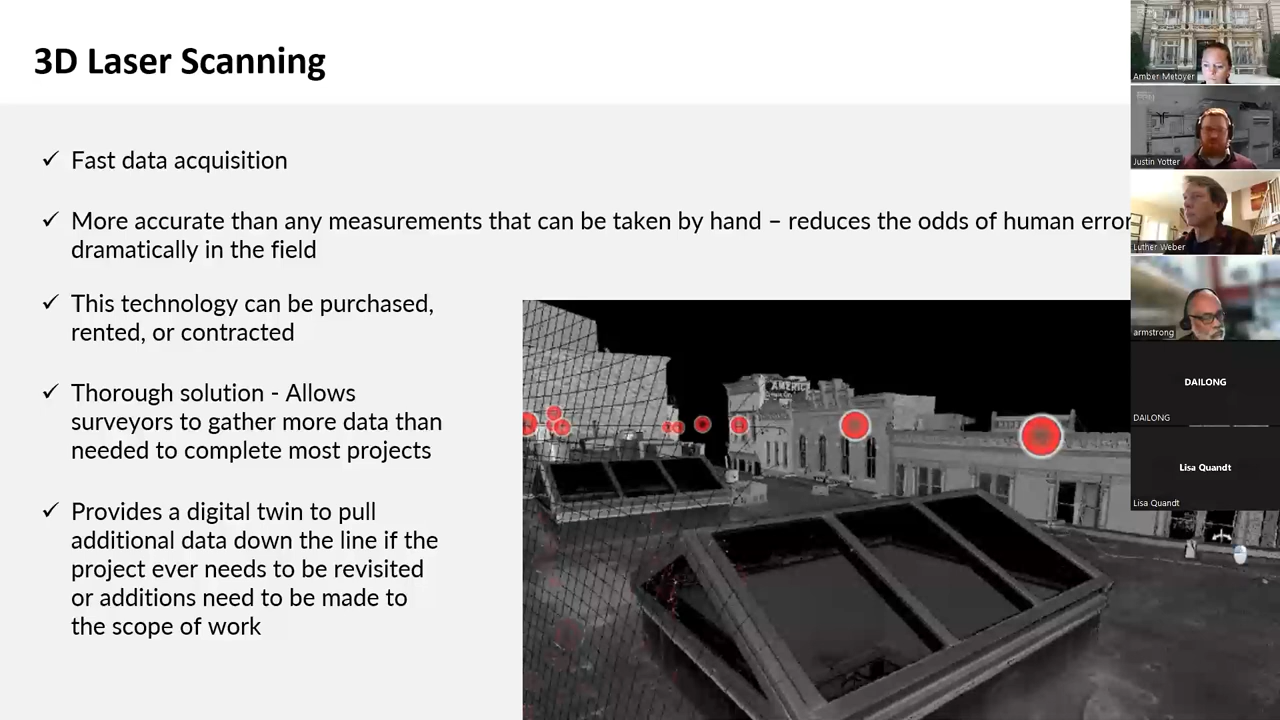 3D Laser Scanning
✓ Fast data acquisition
✓ More accurate than any measurements that can be taken by hand – reduces the odds of human error
dramatically in the field
✓ This technology can be purchased,
rented, or contracted
✓ Thorough solution - Allows
surveyors to gather more data than
needed to complete most projects
✓ Provides a digital twin to pull
additional data down the line if the
project ever needs to be revisited
or additions need to be made to
the scope of work
AMERIC
Amber Metoyer
Justin Yotter
Luther Weber
armstrong
DAILONG
DAILONG
Lisa Quandt
Lisa Quandt